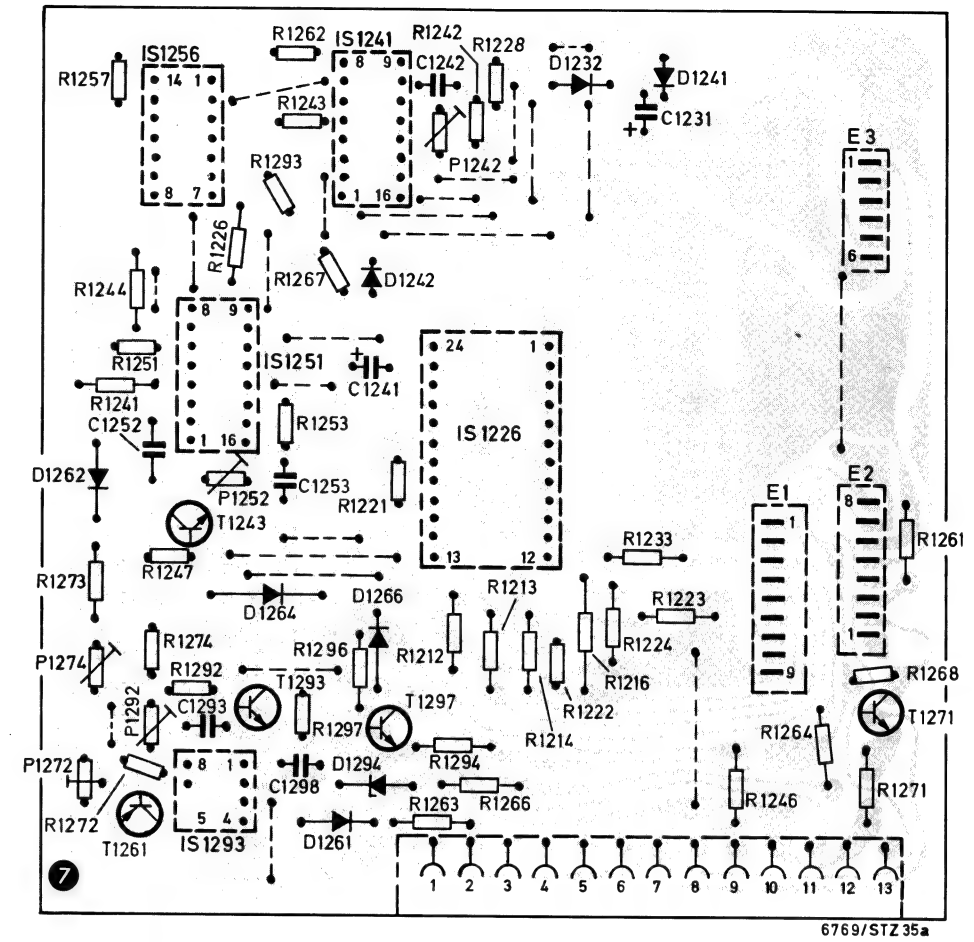 R1262
IS1241
R1242
R1228
IS1256
R1257
14 1
8 9
C1242
D1232
D1241
R1243
C1231
+
P1242
E3
1
R1293
8 7
1 16
6
R1226
R1244
R1267
D1242
8 9
R1251
IS1251
+
C1241
24 1
R1241
C1252
R1253
IS1226
1 16
D1262
P1252
C1253
R1221
E1
E2
8
T1243
1
R1261
R1247
13 12
R1233
R1273
D1264
D1266
R1213
R1223
R1274
R1296
R1212
R1224
1
P1274
R1292
T1293
R1216
9
R1268
P1292
C1293
R1297
T1297
R1222
R1214
T1271
R1264
P1272
8 1
D1294
R1294
C1298
R1266
R1246
R1271
R1272
R1263
5 4
T1261
IS1293
D1261
7
1 2 3 4 5 6 7 8 9 10 11 12 13
6769/STZ35a